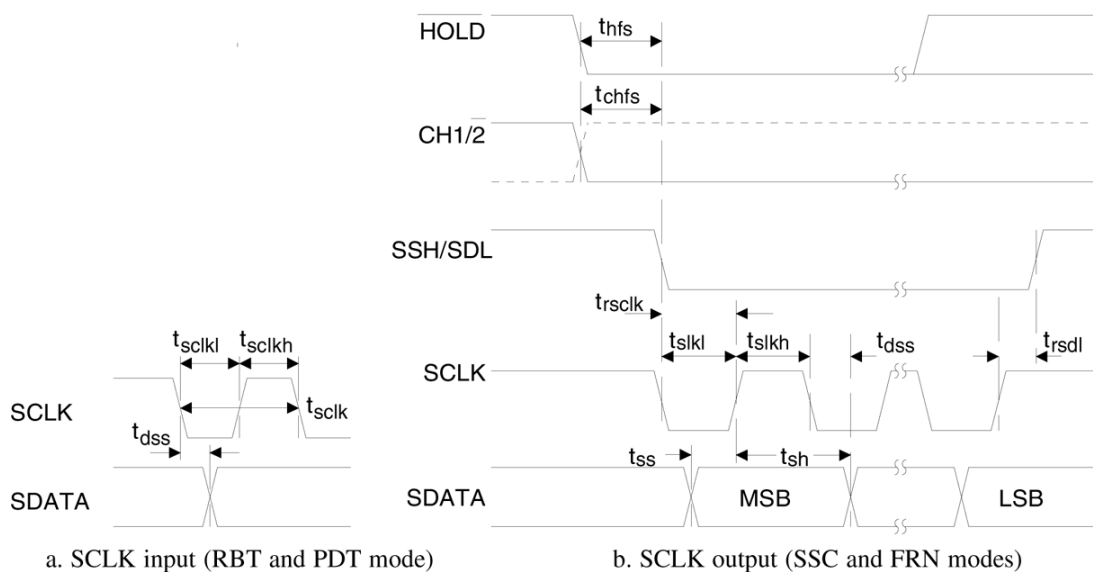 HOLD
thfs
tchfs
CH1/2
SSH/SDL
trsclk
tslkl
tslkh
tdss
trsdl
SCLK
tss
tsh
SDATA
MSB
LSB
tsclkl
tsclkh
SCLK
tsclk
tdss
SDATA
a. SCLK input (RBT and PDT mode)
b. SCLK output (SSC and FRN modes)